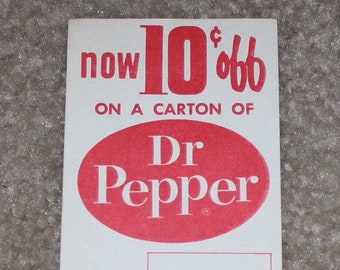 now 10¢ off
ON A CARTON OF
Dr
Pepper
®